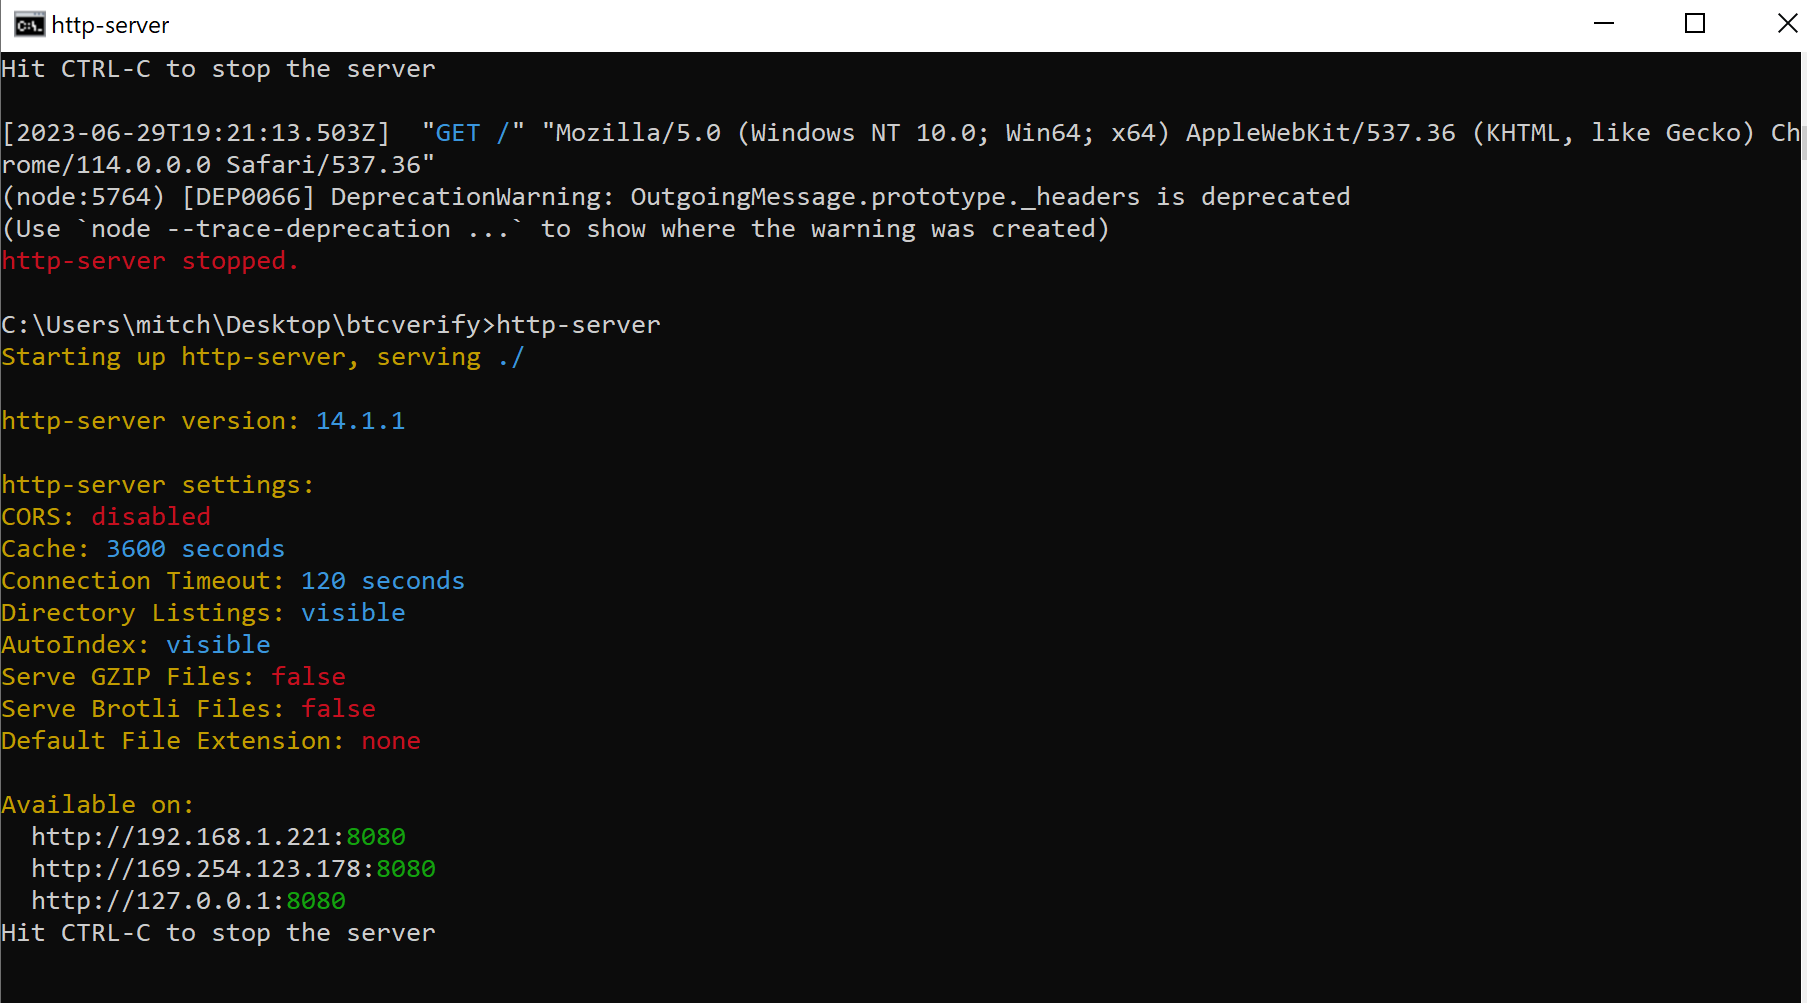 http-server
Hit CTRL-C to stop the server
[2023-06-29T19:21:13.503Z]  "GET /" "Mozilla/5.0 (Windows NT 10.0; Win64; x64) AppleWebKit/537.36 (KHTML, like Gecko) Ch
rome/114.0.0.0 Safari/537.36"
(node:5764) [DEP0066] DeprecationWarning: OutgoingMessage.prototype._headers is deprecated
(Use `node --trace-deprecation ...` to show where the warning was created)
http-server stopped.
C:\Users\mitch\Desktop\btcverify>http-server
Starting up http-server, serving ./
http-server version: 14.1.1
http-server settings:
CORS: disabled
Cache: 3600 seconds
Connection Timeout: 120 seconds
Directory Listings: visible
AutoIndex: visible
Serve GZIP Files: false
Serve Brotli Files: false
Default File Extension: none
Available on:
  http://192.168.1.221:8080
  http://169.254.123.178:8080
  http://127.0.0.1:8080
Hit CTRL-C to stop the server